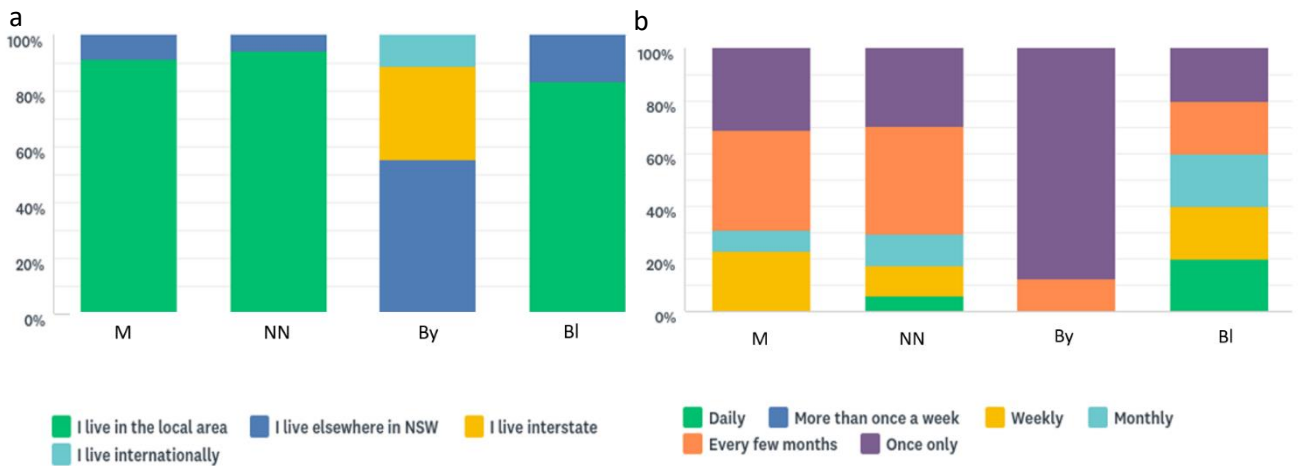 a
100%
80%
60%
40%
20%
0%
M NN By Bl
I live in the local area I live elsewhere in NSW I live interstate
I live internationally
b
100%
80%
60%
40%
20%
0%
M NN By Bl
Daily More than once a week Weekly Monthly
Every few months Once only